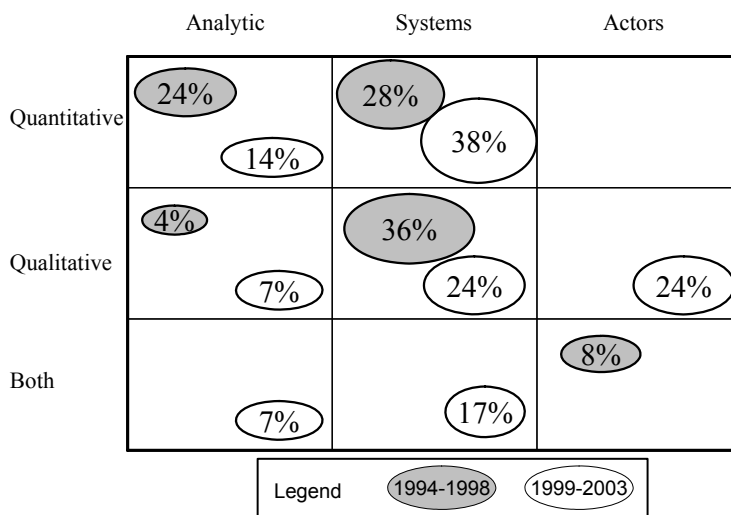 Analytic Systems Actors
Quantitative
24%
28%
14%
38%
Qualitative
4%
36%
7%
24%
24%
Both
8%
7%
17%
Legend 1994-1998 1999-2003